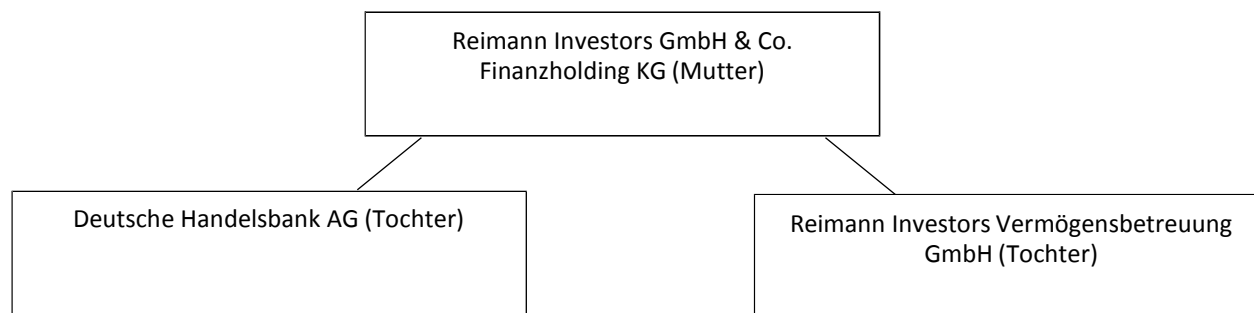 Reimann Investors GmbH & Co.
Finanzholding KG (Mutter)
Deutsche Handelsbank AG (Tochter)
Reimann Investors Vermögensbetreuung
GmbH (Tochter)